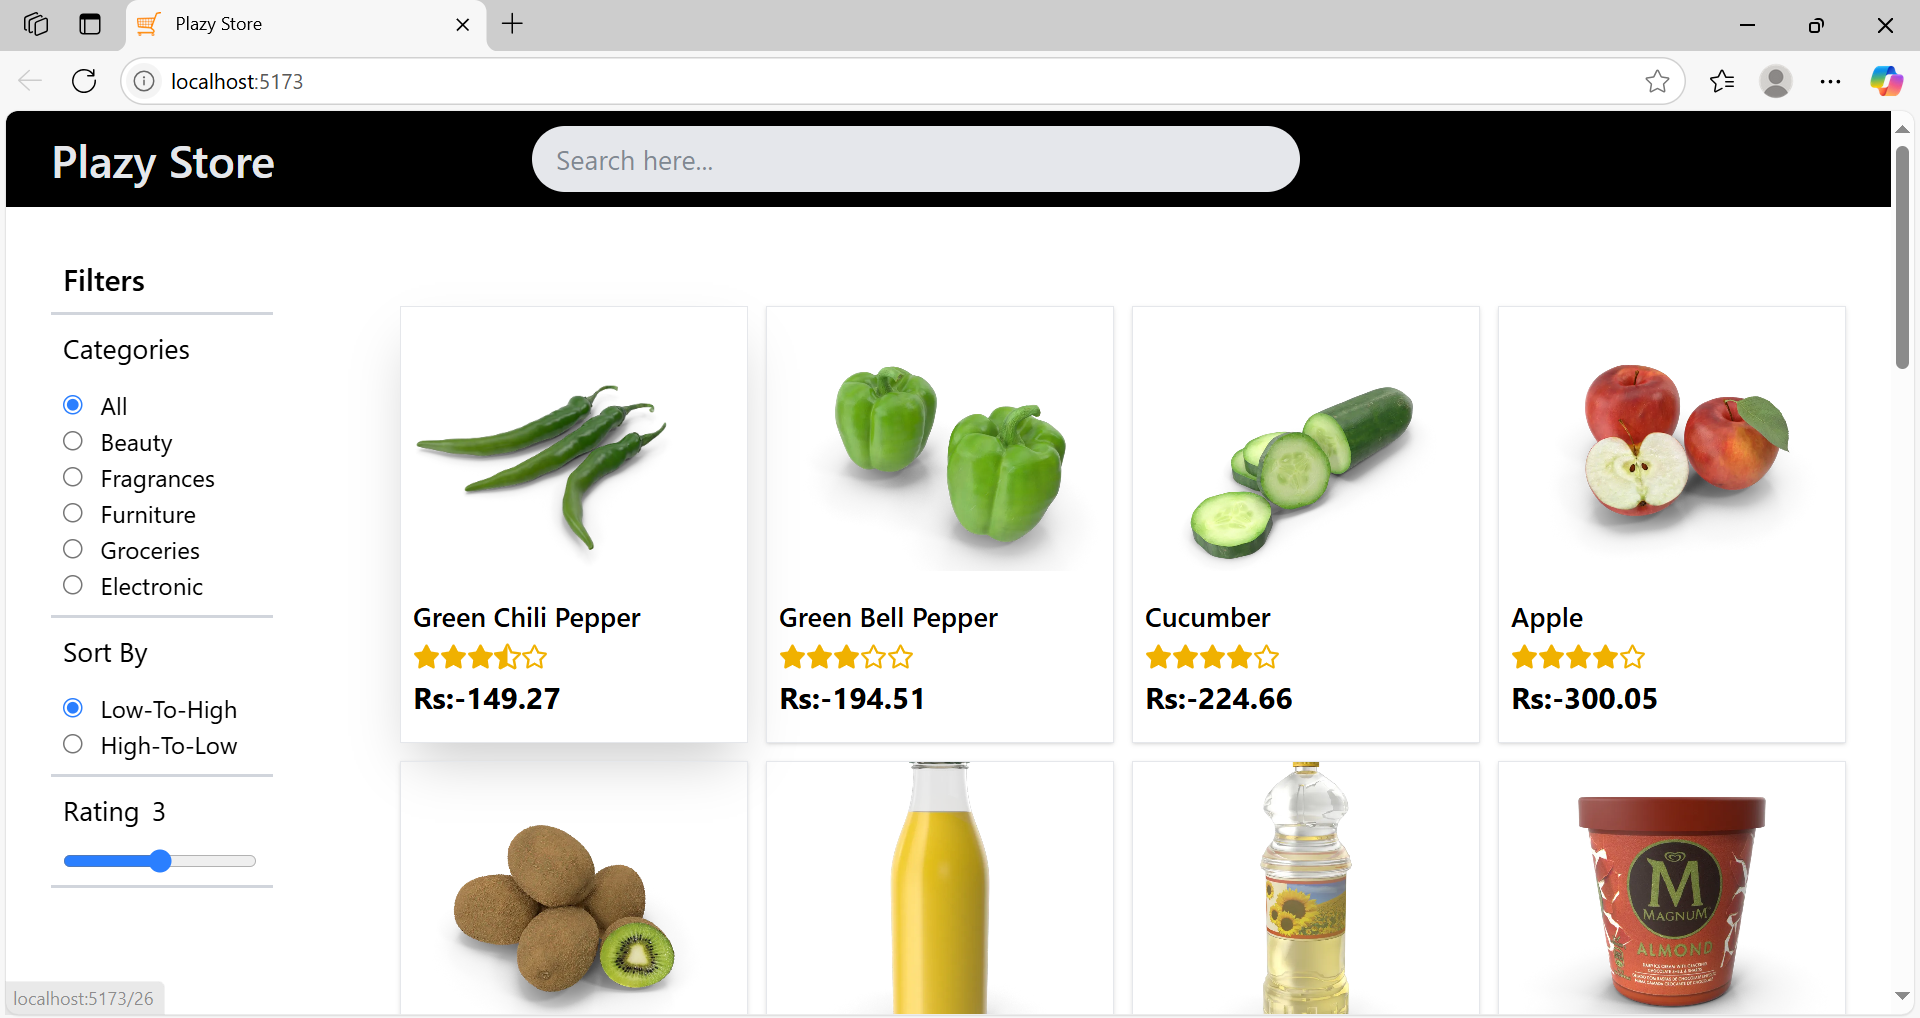 Plazy Store
localhost:5173
Plazy Store
Search here...
Filters
Categories
All
Beauty
Fragrances
Furniture
Groceries
Electronic
Sort By
Low-To-High
High-To-Low
Rating 3
Green Chili Pepper
Rs:-149.27
Green Bell Pepper
Rs:-194.51
Cucumber
Rs:-224.66
Apple
Rs:-300.05
M
MAGNUM
ALMOND
localhost:5173/26